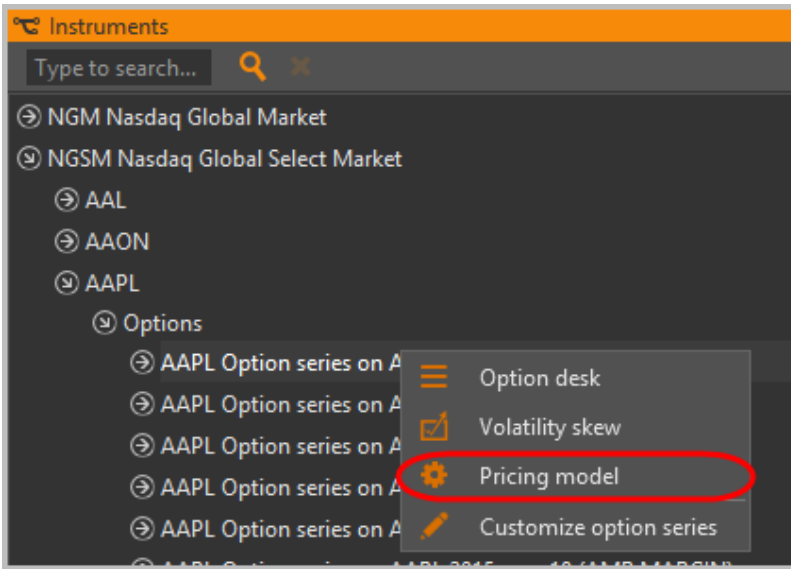 Instruments
Type to search...
NGM Nasdaq Global Market
NGSM Nasdaq Global Select Market
AAL
AAON
AAPL
Options
AAPL Option series on A
Option desk
AAPL Option series on A
Volatility skew
AAPL Option series on A
Pricing model
AAPL Option series on A
AAPL Option series on A
Customize option series